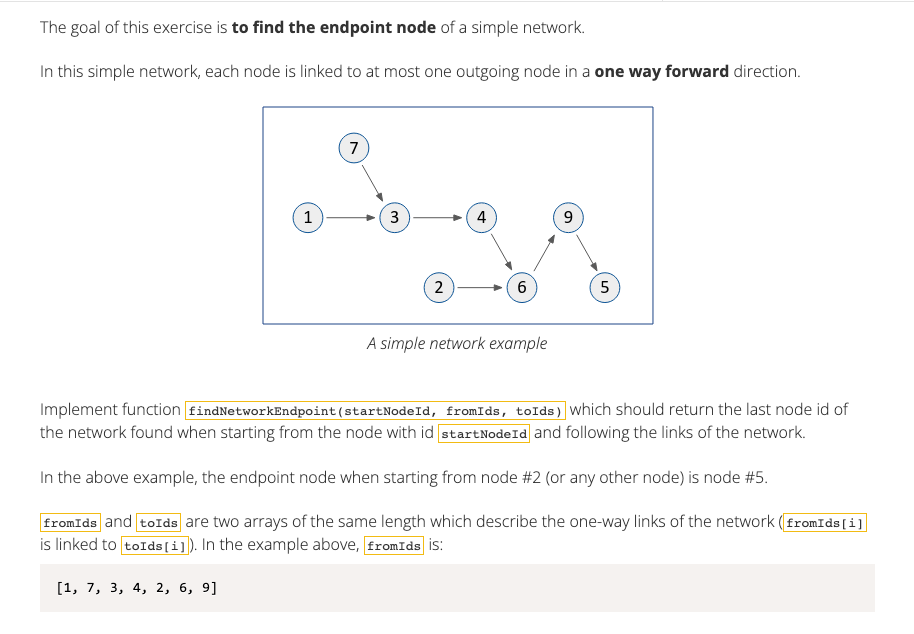 The goal of this exercise is to find the endpoint node of a simple network.
In this simple network, each node is linked to at most one outgoing node in a one way forward direction.
7
1 3 4 9
2 6 5
A simple network example
Implement function findNetworkEndpoint(startNodeId, fromIds, toIds) which should return the last node id of
the network found when starting from the node with id startNodeId and following the links of the network.
In the above example, the endpoint node when starting from node #2 (or any other node) is node #5.
fromIds and toIds are two arrays of the same length which describe the one-way links of the network (fromIds[i]
is linked to toIds[i]). In the example above, fromIds is:
[1, 7, 3, 4, 2, 6, 9]